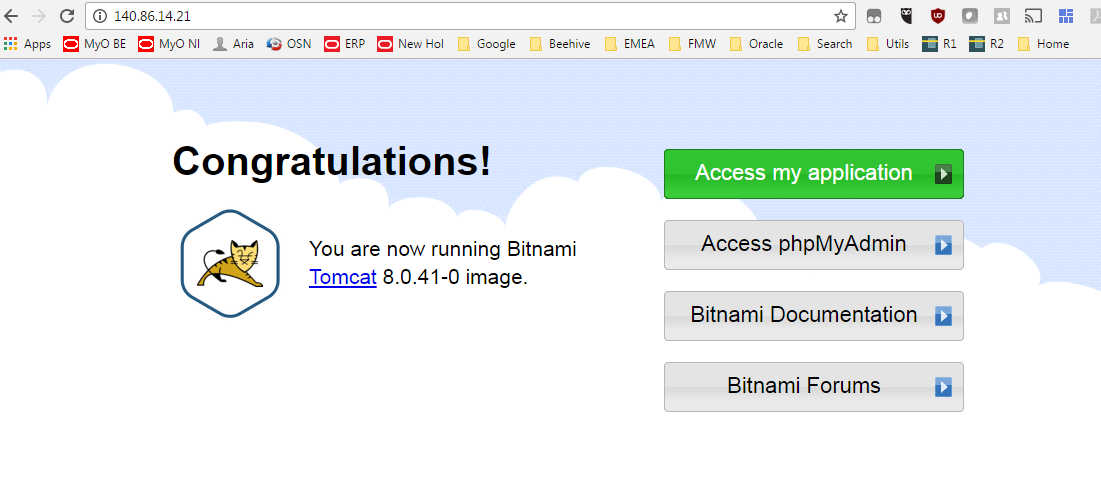 140.86.14.21
Apps MyO BE MyO NI Aria OSN ERP New Hol Google Beehive EMEA FMW Oracle Search Utils R1 R2 Home
Congratulations!
You are now running Bitnami
Tomcat 8.0.41-0 image.
Access my application
Access phpMyAdmin
Bitnami Documentation
Bitnami Forums